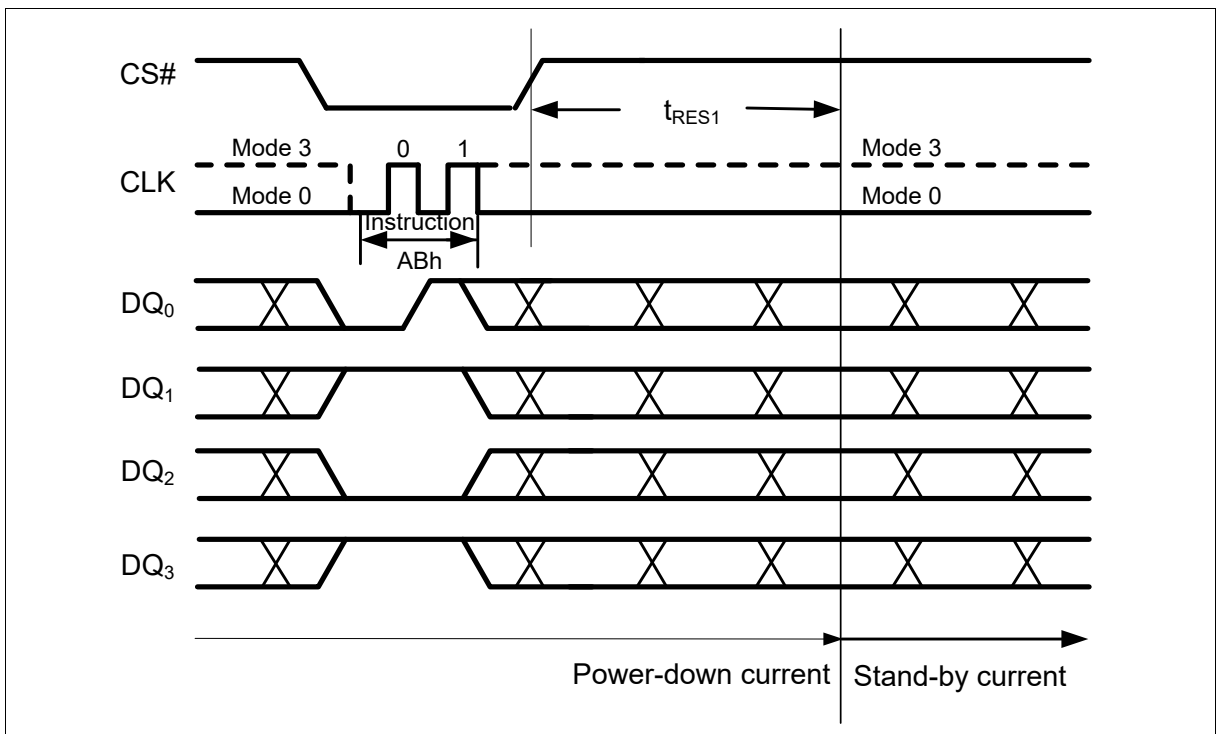 CS#
tRES1
Mode 3 0 1 Mode 3
CLK
Mode 0 Mode 0
Instruction
ABh
DQ0
DQ1
DQ2
DQ3
Power-down current Stand-by current